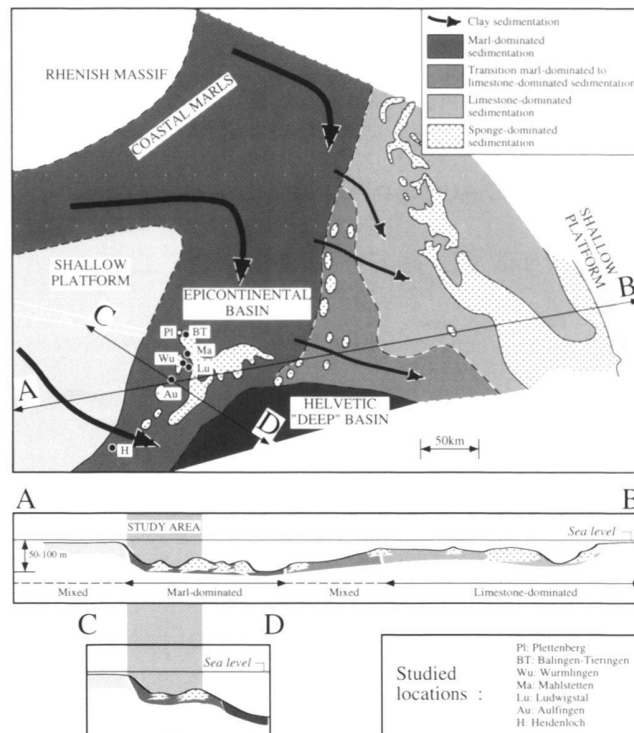 Clay sedimentation
Marl-dominated
sedimentation
Transition marl-dominated to
limestone-dominated sedimentation
Limestone-dominated
sedimentation
Sponge-dominated
sedimentation
RHENISH MASSIF
COASTAL MARLS
SHALLOW
PLATFORM
SHALLOW
PLATFORM
EPICONTINENTAL
BASIN
B
C
Pl
BT
Ma
Wu
Lu
A
Au
D
HELVETIC
"DEEP" BASIN
H
50km
A
B
STUDY AREA
Sea level
50-100 m
Mixed
Marl-dominated
Mixed
Limestone-dominated
C
D
Sea level
Studied
locations :
Pl: Plettenberg
BT: Balingen-Tieringen
Wu: Wurmlingen
Ma: Mahlstetten
Lu: Ludwigstal
Au: Aulfingen
H: Heidenloch